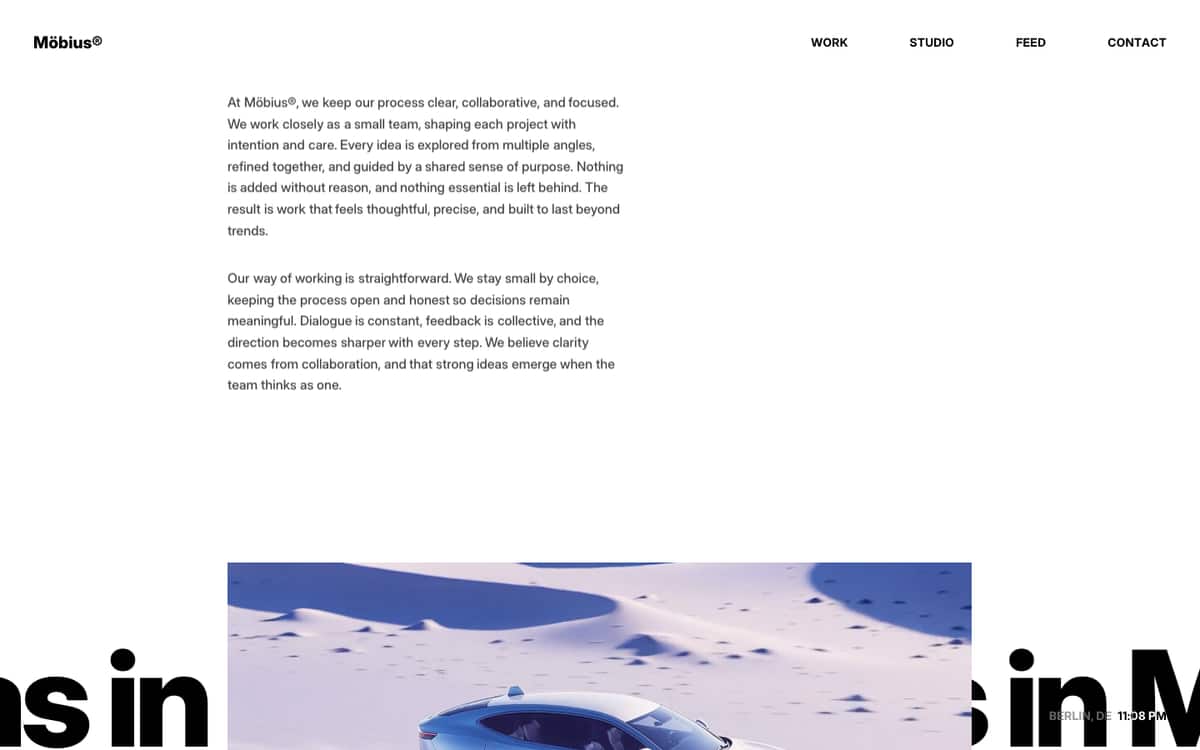 Möbius®
WORK STUDIO FEED CONTACT
At Möbius®, we keep our process clear, collaborative, and focused.
We work closely as a small team, shaping each project with
intention and care. Every idea is explored from multiple angles,
refined together, and guided by a shared sense of purpose. Nothing
is added without reason, and nothing essential is left behind. The
result is work that feels thoughtful, precise, and built to last beyond
trends.
Our way of working is straightforward. We stay small by choice,
keeping the process open and honest so decisions remain
meaningful. Dialogue is constant, feedback is collective, and the
direction becomes sharper with every step. We believe clarity
comes from collaboration, and that strong ideas emerge when the
team thinks as one.
as in s in M
BERLIN, DE 11:08 PM